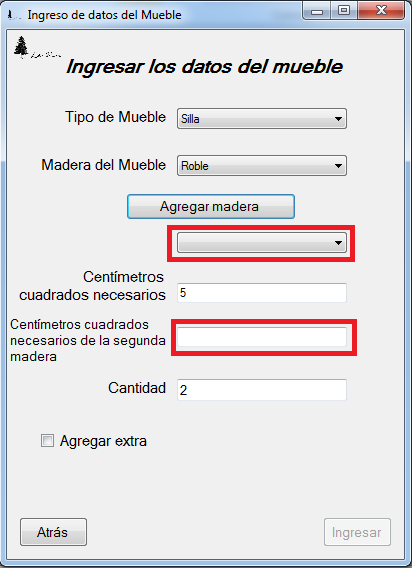 Ingreso de datos del Mueble
Ingresar los datos del mueble
Tipo de Mueble Silla
Madera del Mueble Roble
Agregar madera
Centímetros
cuadrados necesarios 5
Centímetros cuadrados
necesarios de la segunda
madera
Cantidad 2
Agregar extra
Atrás Ingresar